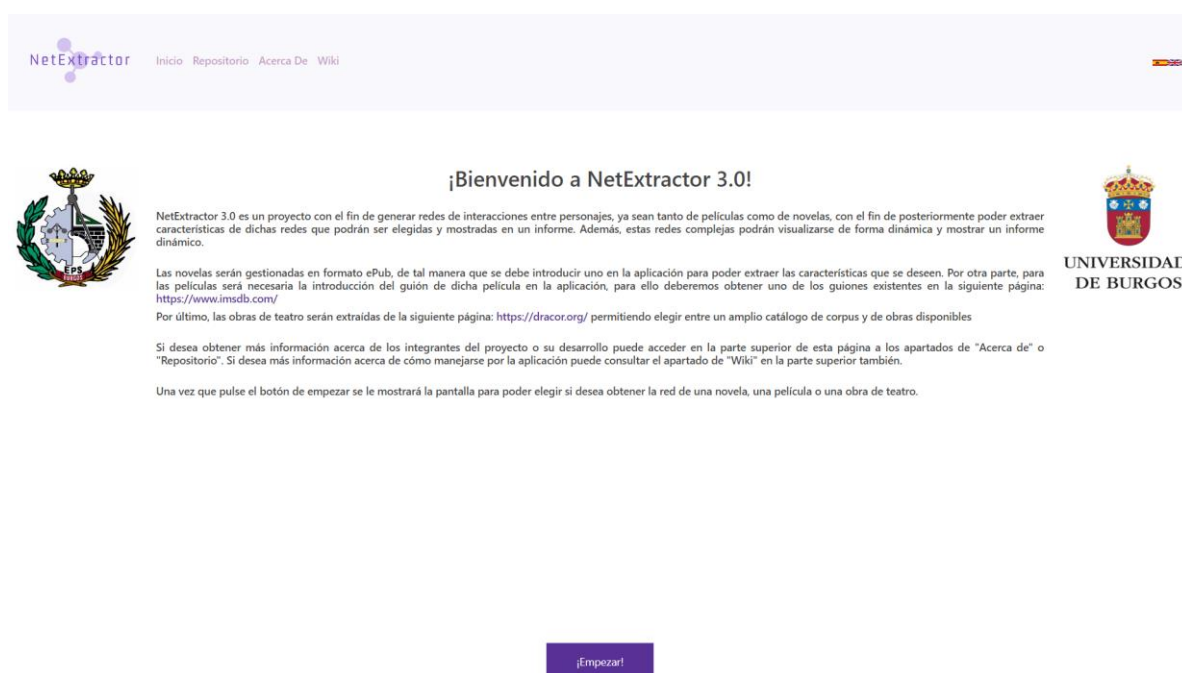 NetExtractor
Inicio Repositorio Acerca De Wiki
¡Bienvenido a NetExtractor 3.0!
NetExtractor 3.0 es un proyecto con el fin de generar redes de interacciones entre personajes, ya sean tanto de películas como de novelas, con el fin de posteriormente poder extraer
características de dichas redes que podrán ser elegidas y mostradas en un informe. Además, estas redes complejas podrán visualizarse de forma dinámica y mostrar un informe
dinámico.
Las novelas serán gestionadas en formato ePub, de tal manera que se debe introducir uno en la aplicación para poder extraer las características que se deseen. Por otra parte, para
las películas será necesaria la introducción del guión de dicha película en la aplicación, para ello deberemos obtener uno de los guiones existentes en la siguiente página:
https://www.imsdb.com/
Por último, las obras de teatro serán extraídas de la siguiente página: https://dracor.org/ permitiendo elegir entre un amplio catálogo de corpus y de obras disponibles
Si desea obtener más información acerca de los integrantes del proyecto o su desarrollo puede acceder en la parte superior de esta página a los apartados de "Acerca de" o
"Repositorio". Si desea más información acerca de cómo manejarse por la aplicación puede consultar el apartado de "Wiki" en la parte superior también.
Una vez que pulse el botón de empezar se le mostrará la pantalla para poder elegir si desea obtener la red de una novela, una película o una obra de teatro.
EPS
BURGOS
UNIVERSIDAD
DE BURGOS
¡Empezar!